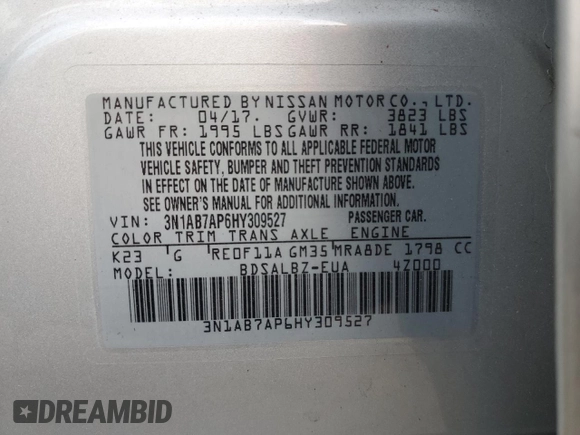 MANUFACTURED BY NISSAN MOTOR CO., LTD.
DATE: 04/17. GVWR: 3823 LBS
GAWR FR: 1995 LBS GAWR RR: 1841 LBS
THIS VEHICLE CONFORMS TO ALL APPLICABLE FEDERAL MOTOR
VEHICLE SAFETY, BUMPER AND THEFT PREVENTION STANDARDS
IN EFFECT ON THE DATE OF MANUFACTURE SHOWN ABOVE.
SEE OWNER'S MANUAL FOR ADDITIONAL INFORMATION.
VIN: 3N1AB7AP6HY309527 PASSENGER CAR.
COLOR TRIM TRANS AXLE ENGINE
K23 G RE0F11A GM35 MRA8DE 1798 CC
MODEL: BDSALBZ-EUA 4Z000
3N1AB7AP6HY309527
DREAMBID